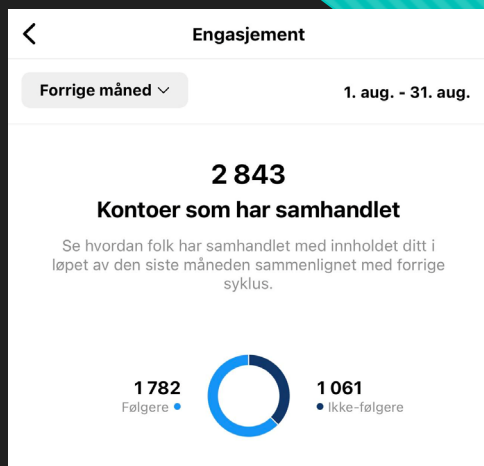 Engasjement
Forrige måned
1. aug. - 31. aug.
2 843
Kontoer som har samhandlet
Se hvordan folk har samhandlet med innholdet ditt i
løpet av den siste måneden sammenlignet med forrige
syklus.
1 782
Følgere
1 061
Ikke-følgere